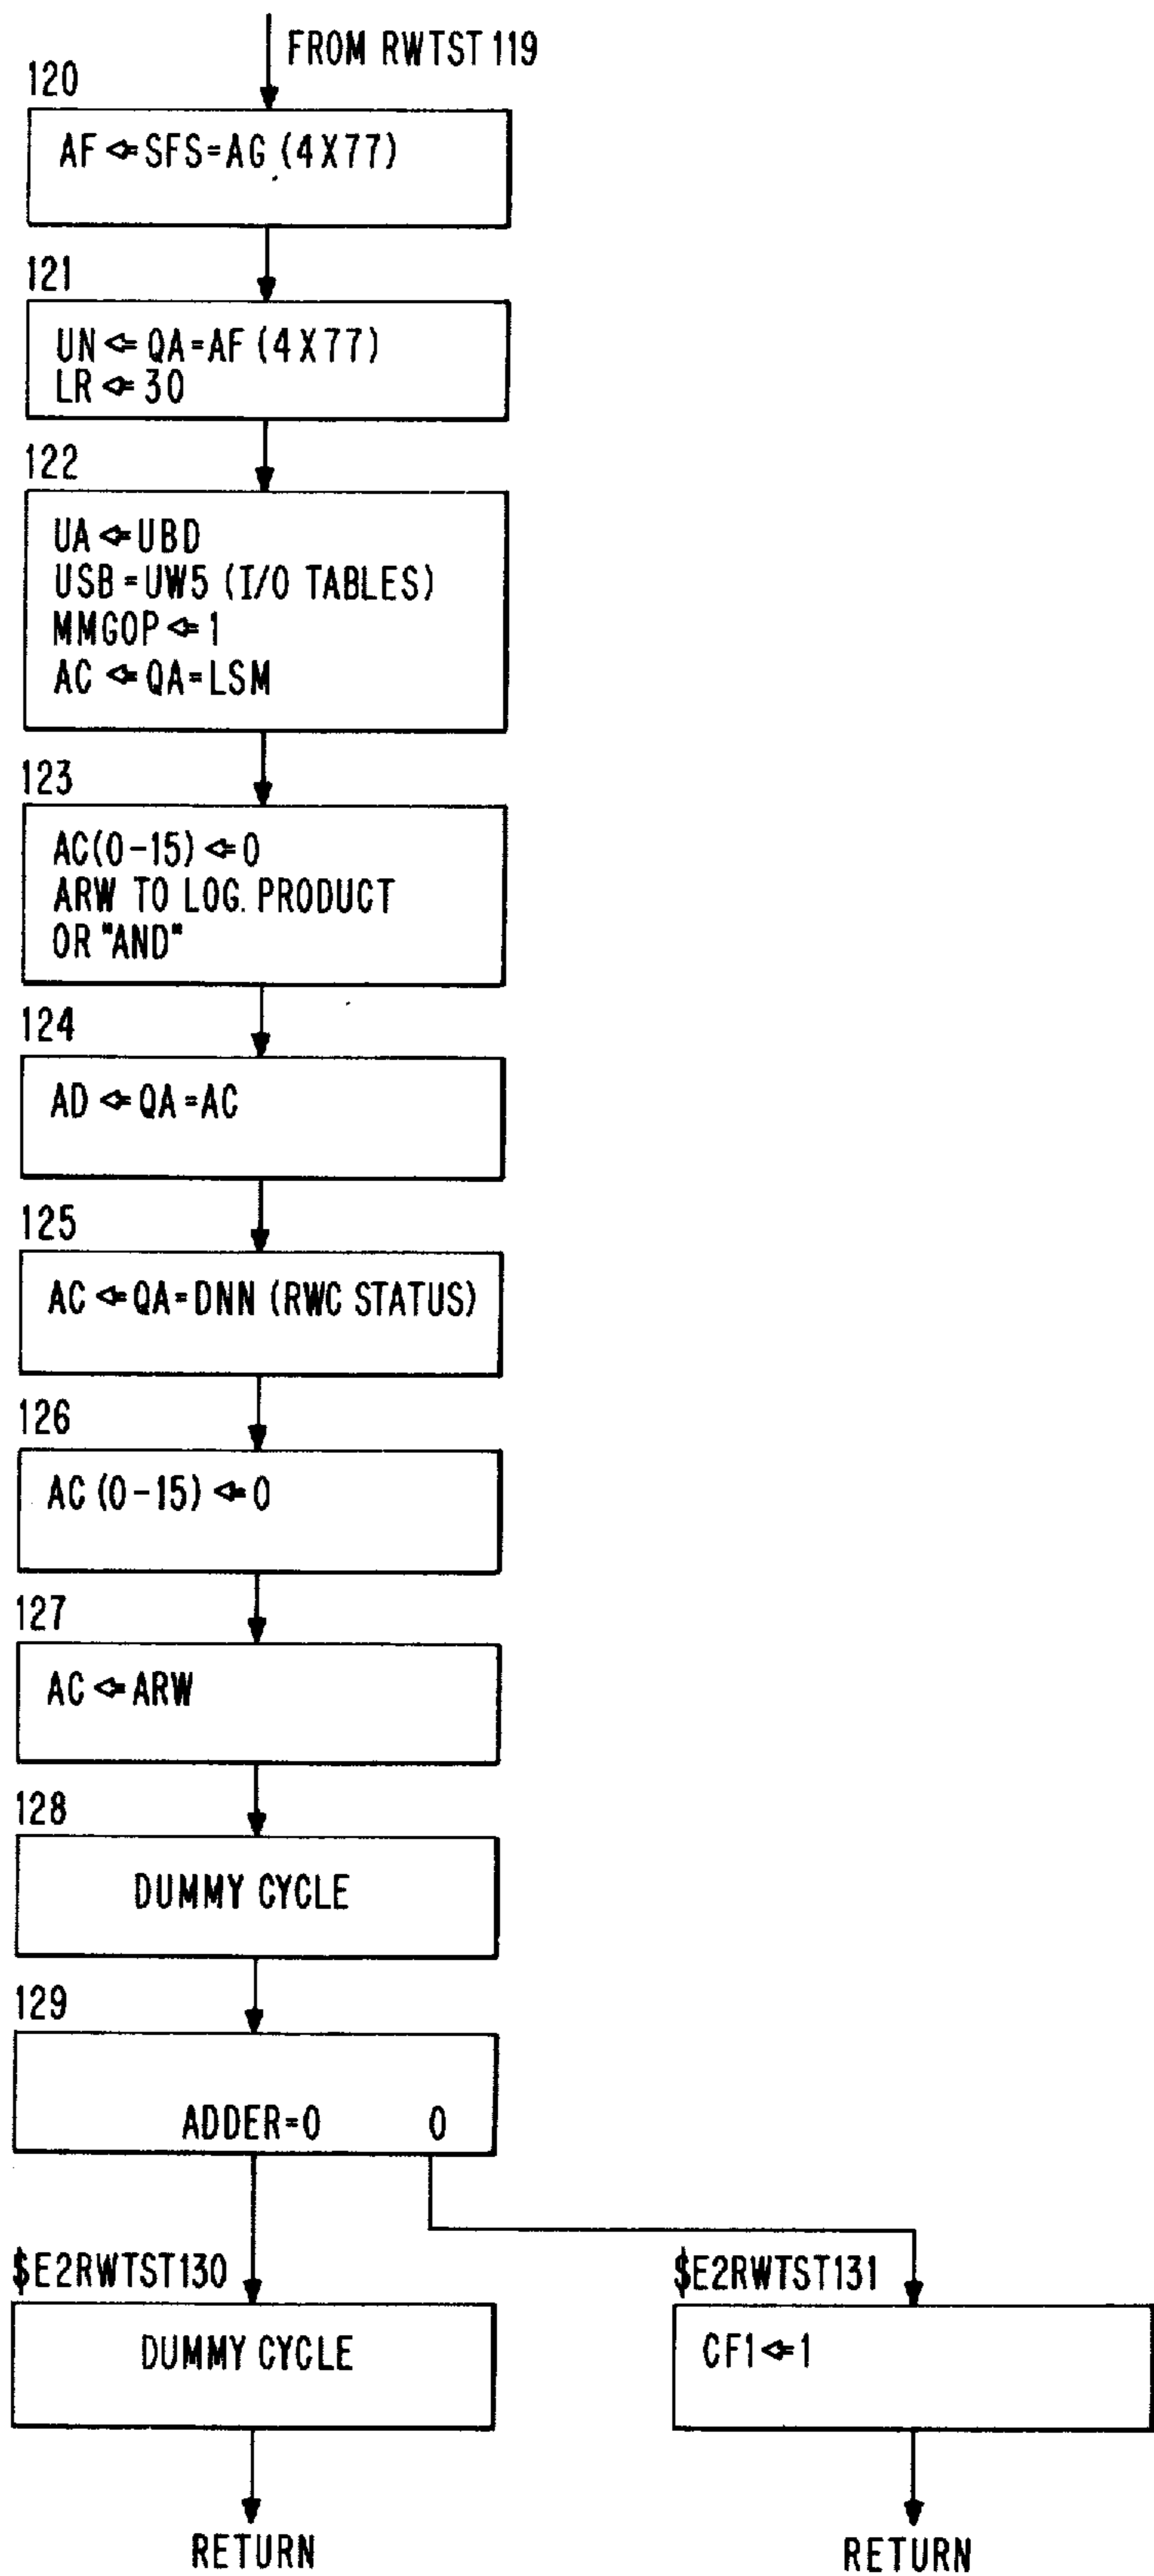 FROM RWTST 119
120
AF⇐SFS=AG (4X77)
121
UN⇐QA=AF (4X77)
LR⇐30
122
UA⇐UBD
USB=UW5 (I/O TABLES)
MMGOP⇐1
AC⇐QA=LSM
123
AC(0-15)⇐0
ARW TO LOG. PRODUCT
OR "AND"
124
AD⇐QA=AC
125
AC⇐QA=DNN (RWC STATUS)
126
AC (0-15)⇐0
127
AC⇐ARW
128
DUMMY CYCLE
129
ADDER=0 0
$E2RWTST130
DUMMY CYCLE
$E2RWTST131
CF1⇐1
RETURN
RETURN